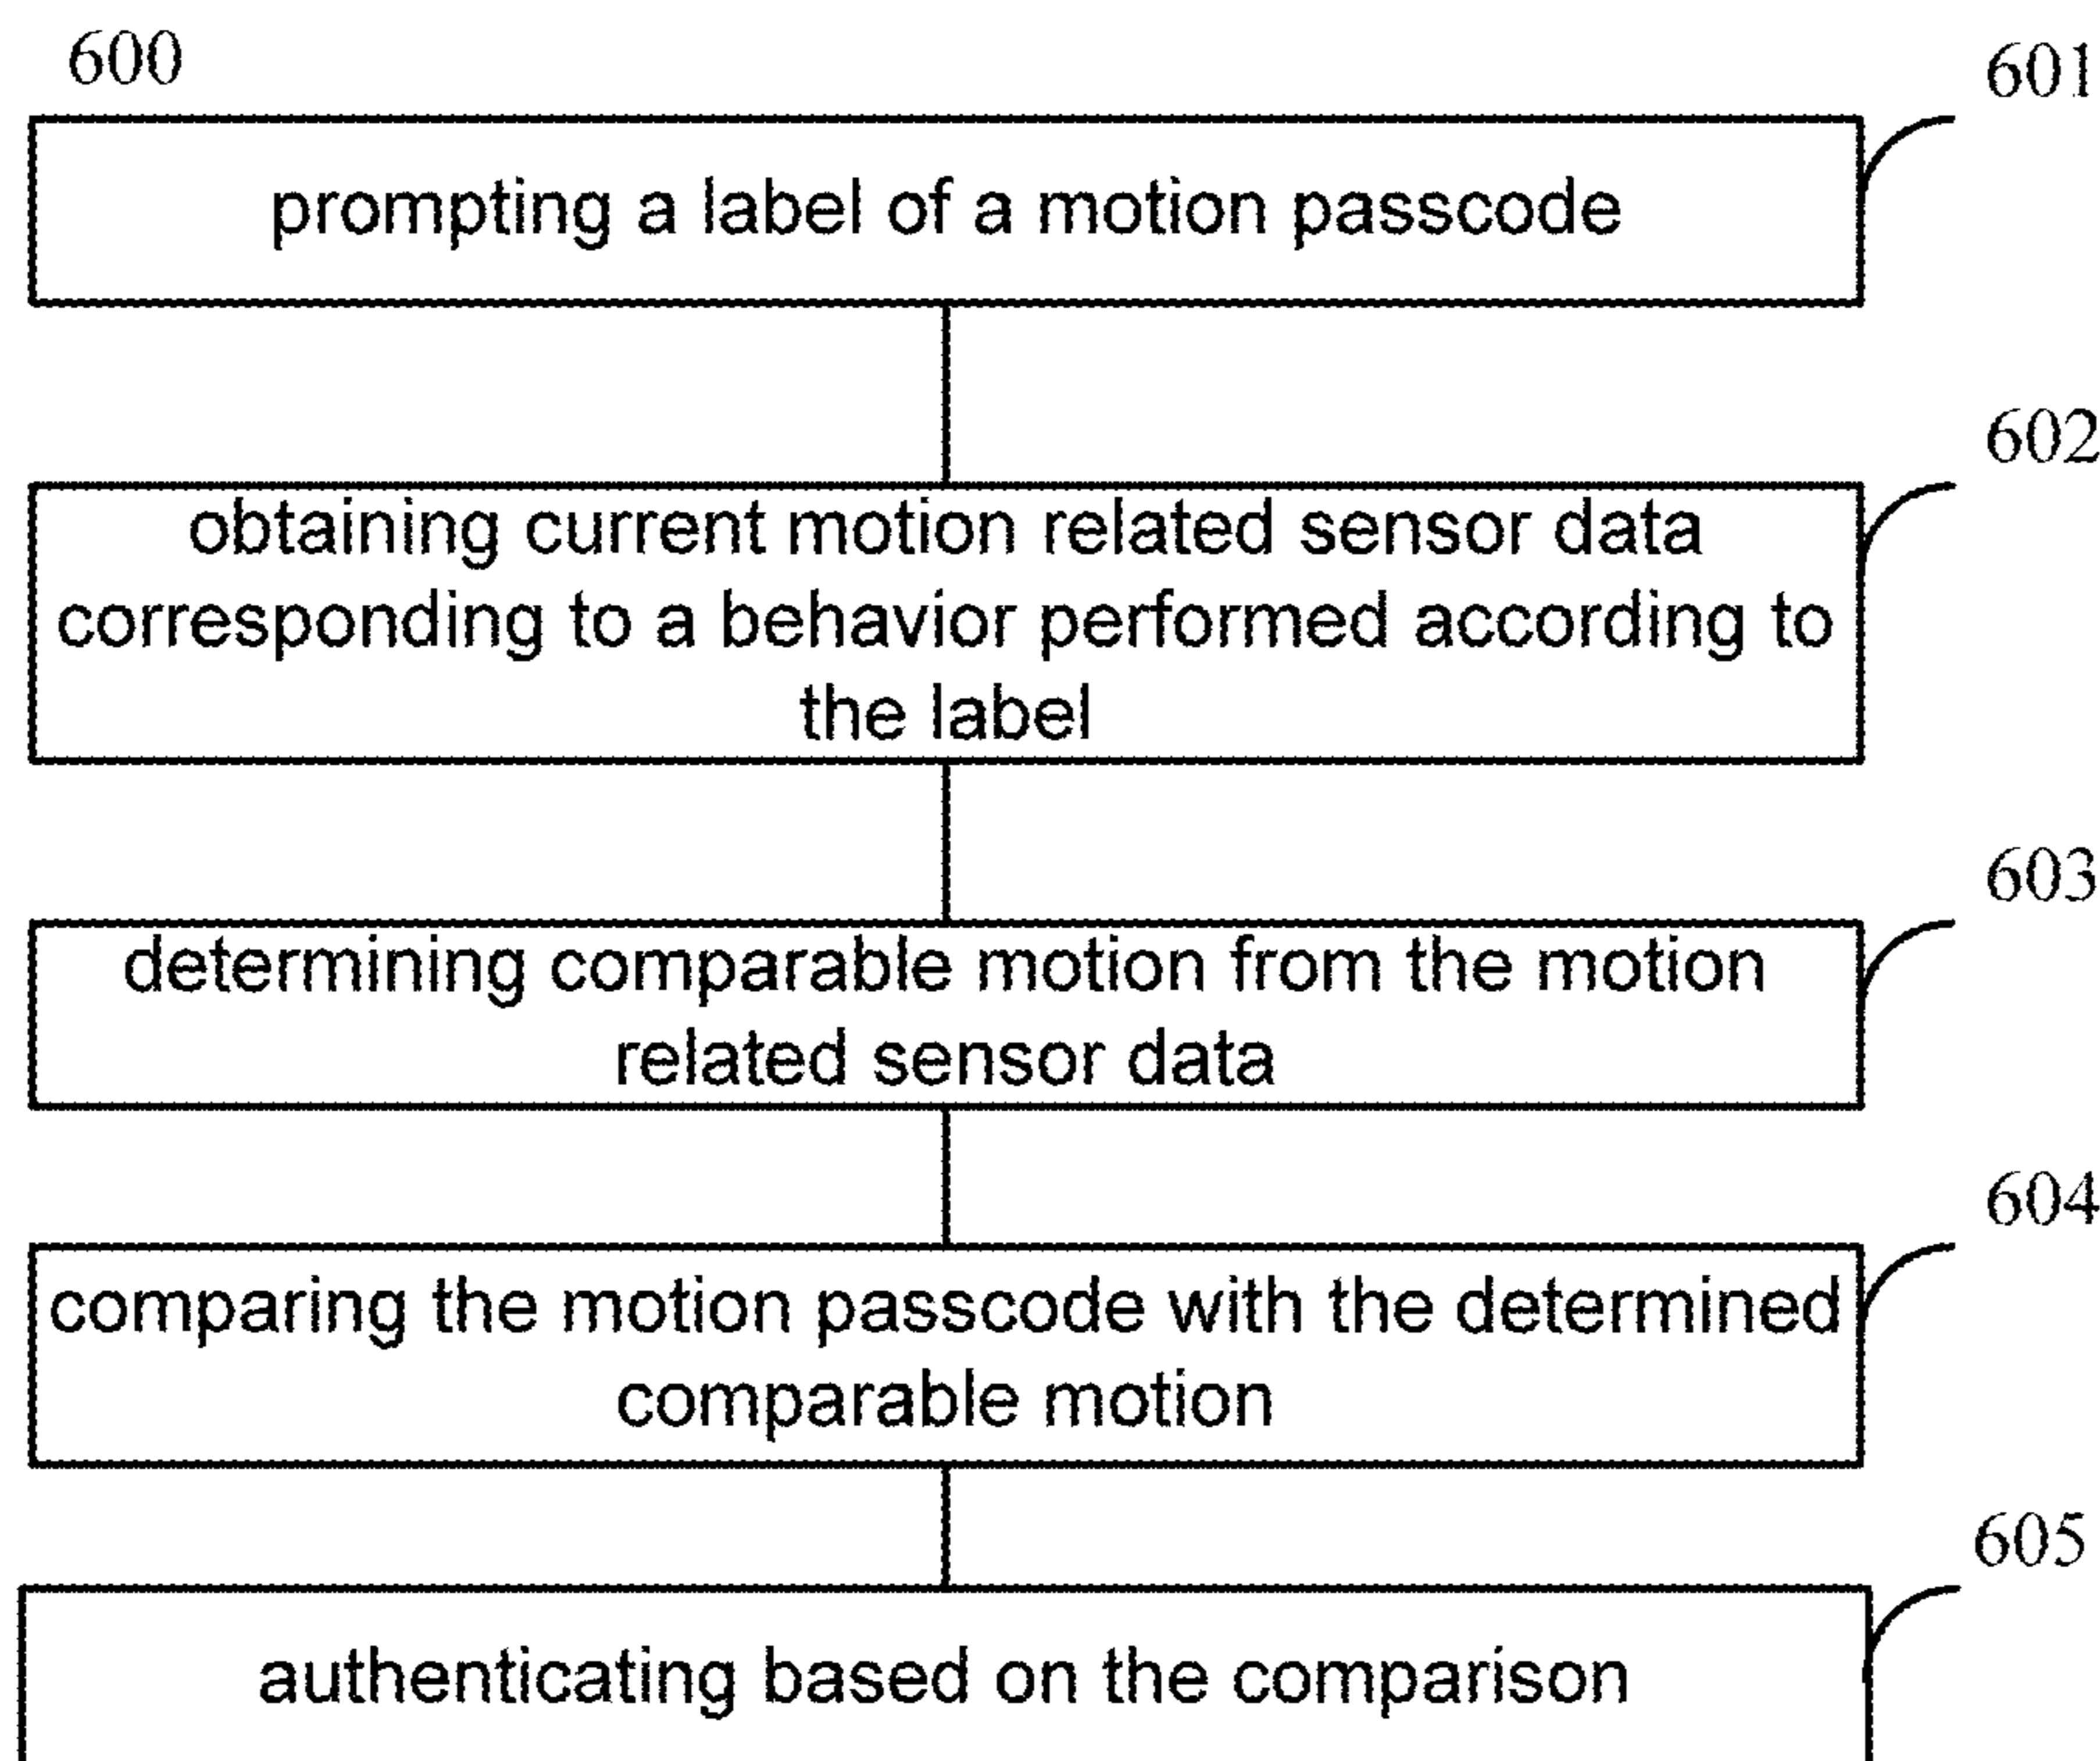 600
601
prompting a label of a motion passcode
602
obtaining current motion related sensor data
corresponding to a behavior performed according to
the label
603
determining comparable motion from the motion
related sensor data
604
comparing the motion passcode with the determined
comparable motion
605
authenticating based on the comparison